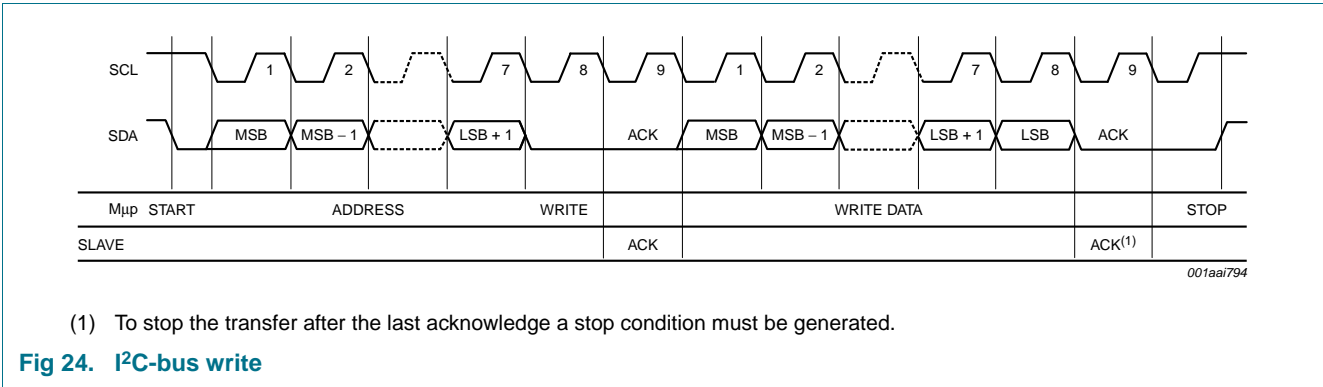 SCL 1 2 7 8 9 1 2 7 8 9
SDA MSB MSB − 1 LSB + 1 ACK MSB MSB − 1 LSB + 1 LSB ACK
Mμp START ADDRESS WRITE WRITE DATA STOP
SLAVE ACK ACK(1)
001aai794
(1) To stop the transfer after the last acknowledge a stop condition must be generated.
Fig 24. I2C-bus write